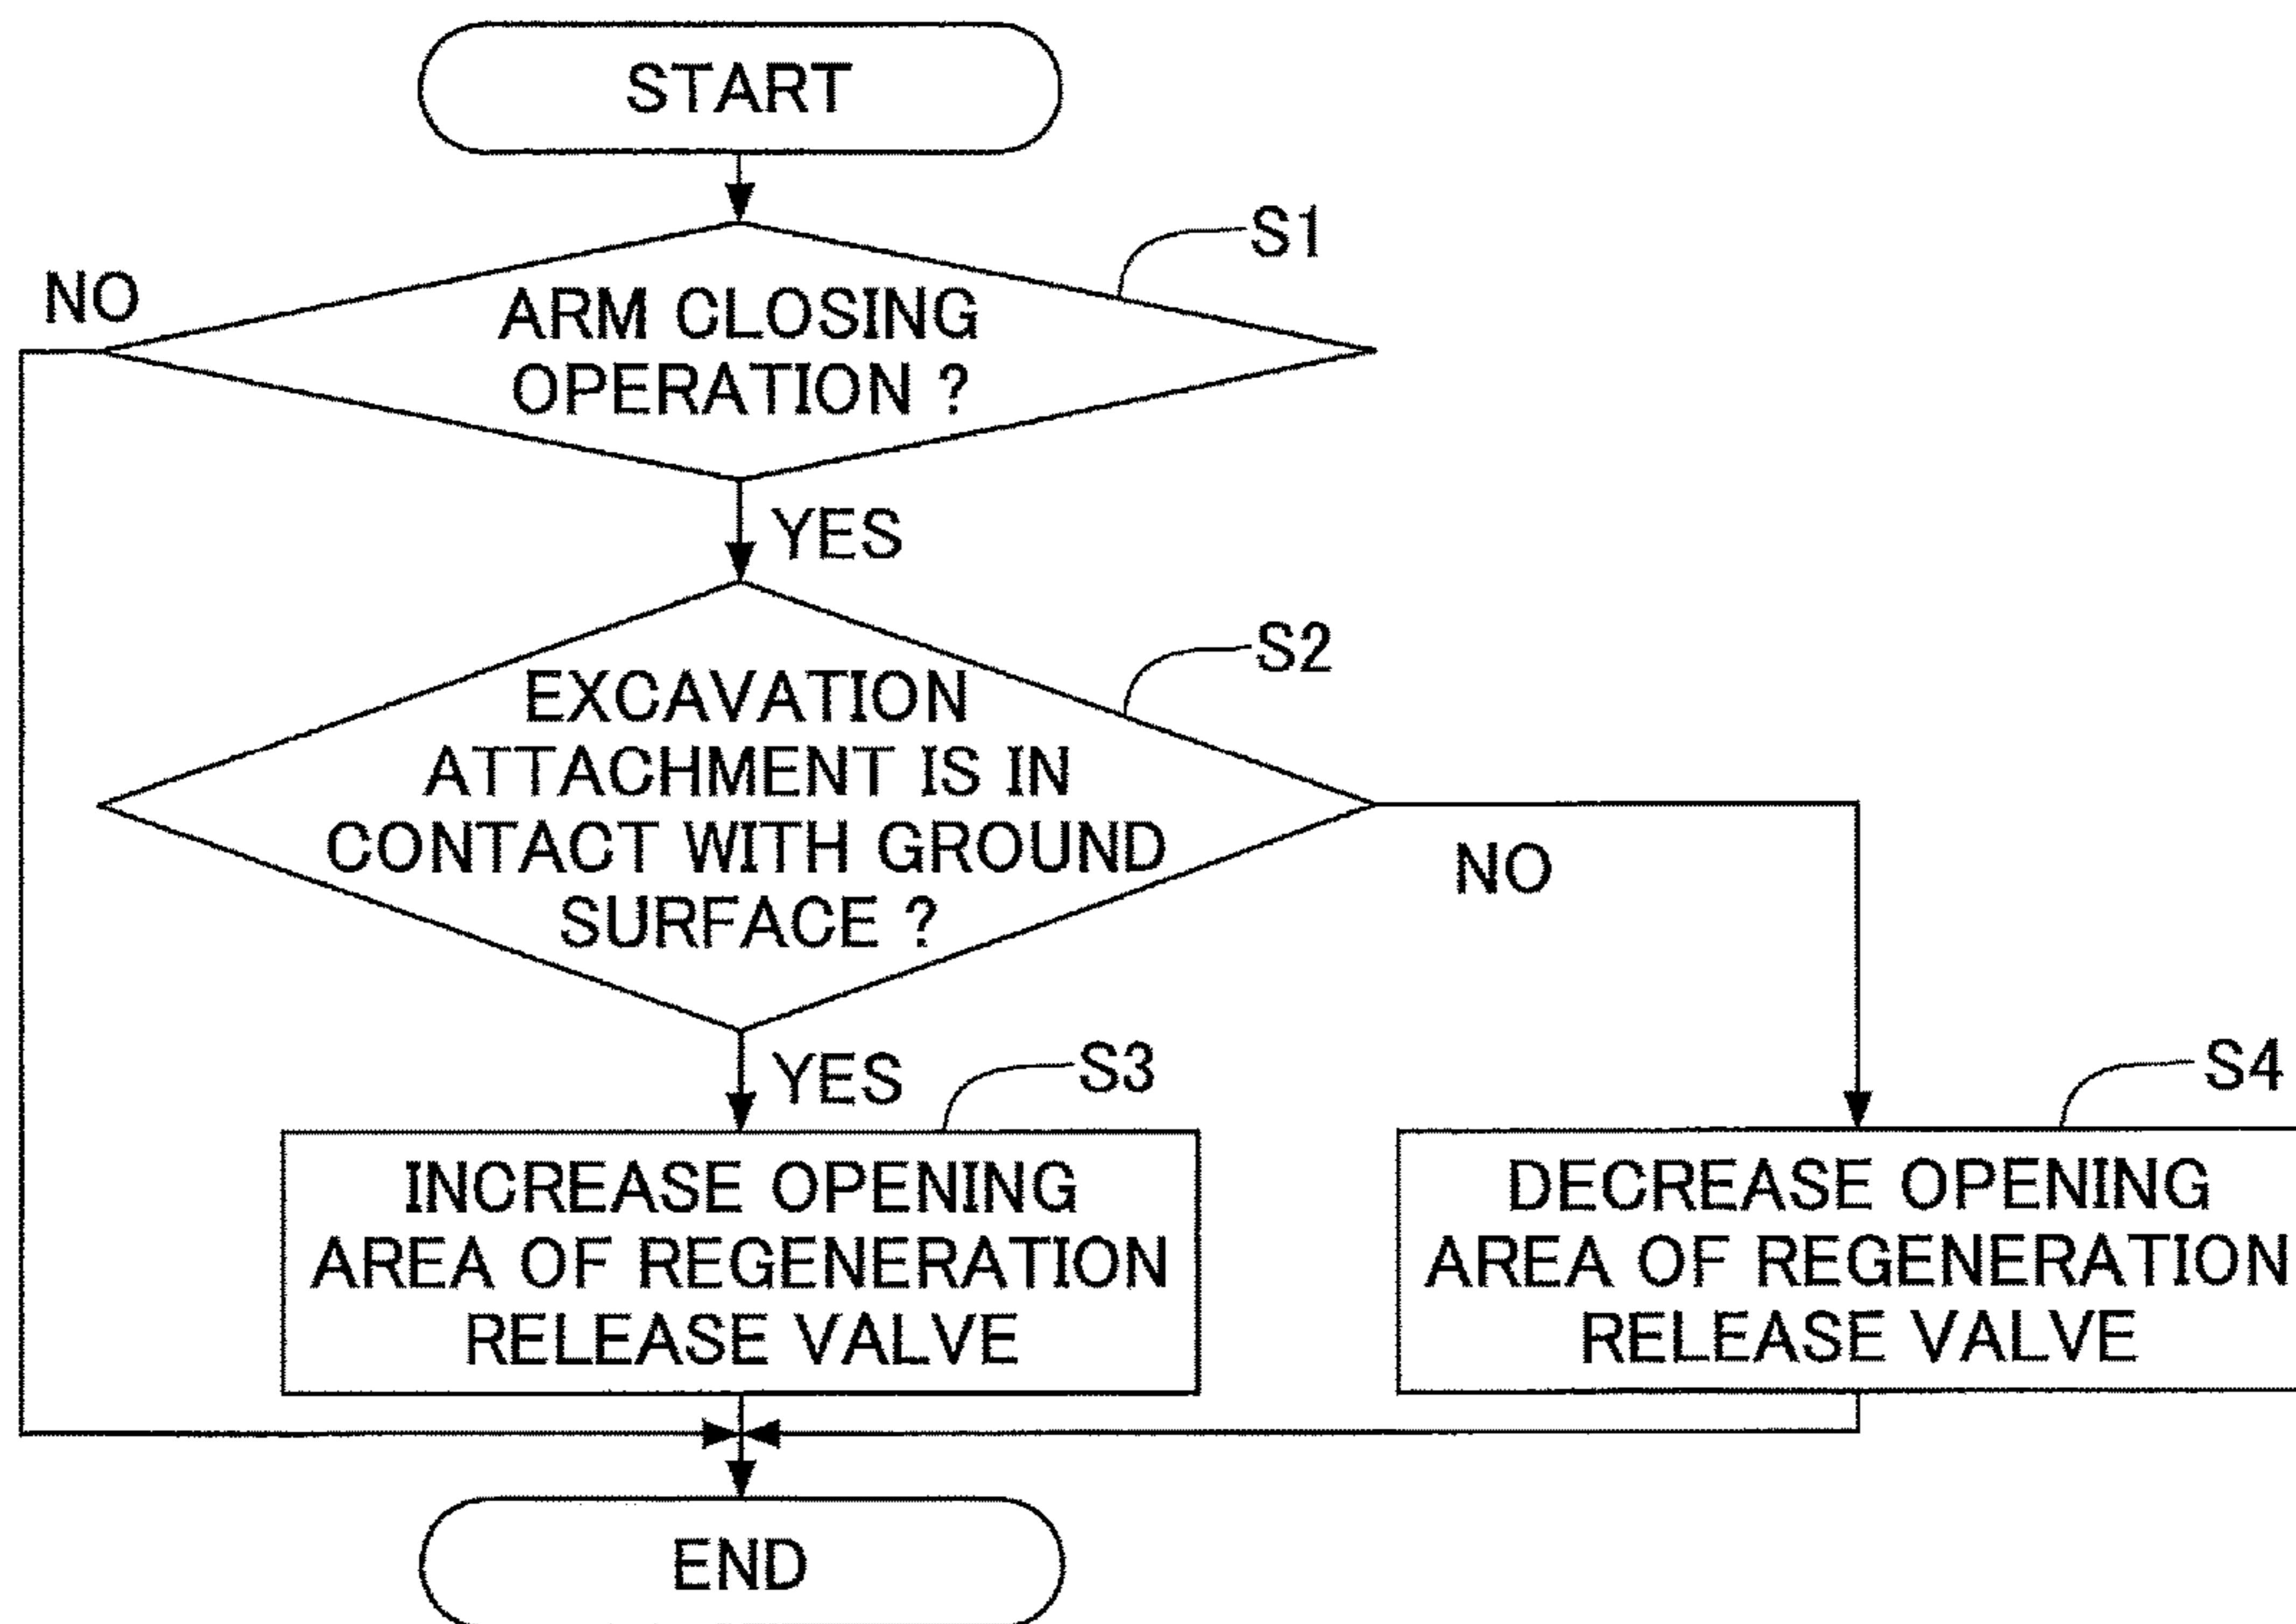 START
S1
NO
ARM CLOSING
OPERATION ?
YES
S2
EXCAVATION
ATTACHMENT IS IN
CONTACT WITH GROUND
SURFACE ?
NO
YES
S3
S4
INCREASE OPENING
AREA OF REGENERATION
RELEASE VALVE
DECREASE OPENING
AREA OF REGENERATION
RELEASE VALVE
END